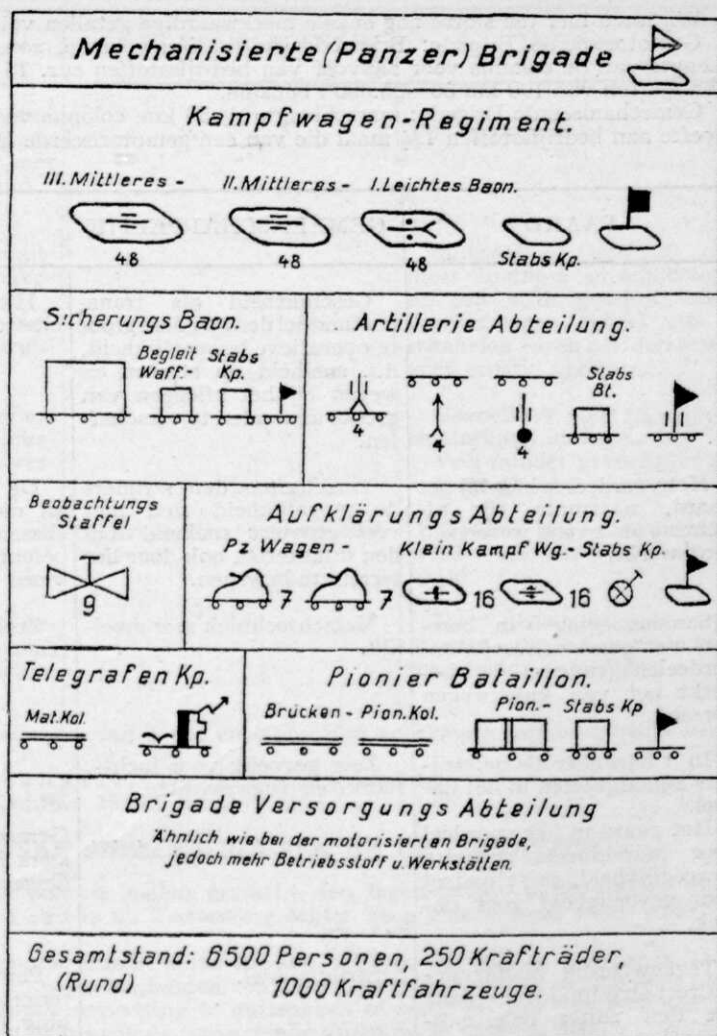 Mechanisierte (Panzer) Brigade
Kampfwagen-Regiment.
III. Mittleres - II. Mittleres - I. Leichtes Baon.
48 48 48 Stabs Kp.
Sicherungs Baon.
Begleit Stabs
Waff. Kp.
Artillerie Abteilung.
Stabs
Bt.
4 4
Beobachtungs
Staffel
9
Aufklärungs Abteilung.
Pz. Wagen - Klein Kampf Wg. - Stabs Kp.
7 7 16 16
Telegrafen Kp.
Mat. Kol.
Pionier Bataillon.
Brücken - Pion. Kol. Pion. - Stabs Kp
Brigade Versorgungs Abteilung
Ähnlich wie bei der motorisierten Brigade,
jedoch mehr Betriebsstoff u. Werkstätten.
Gesamtstand: 6500 Personen, 250 Krafträder,
(Rund) 1000 Kraftfahrzeuge.